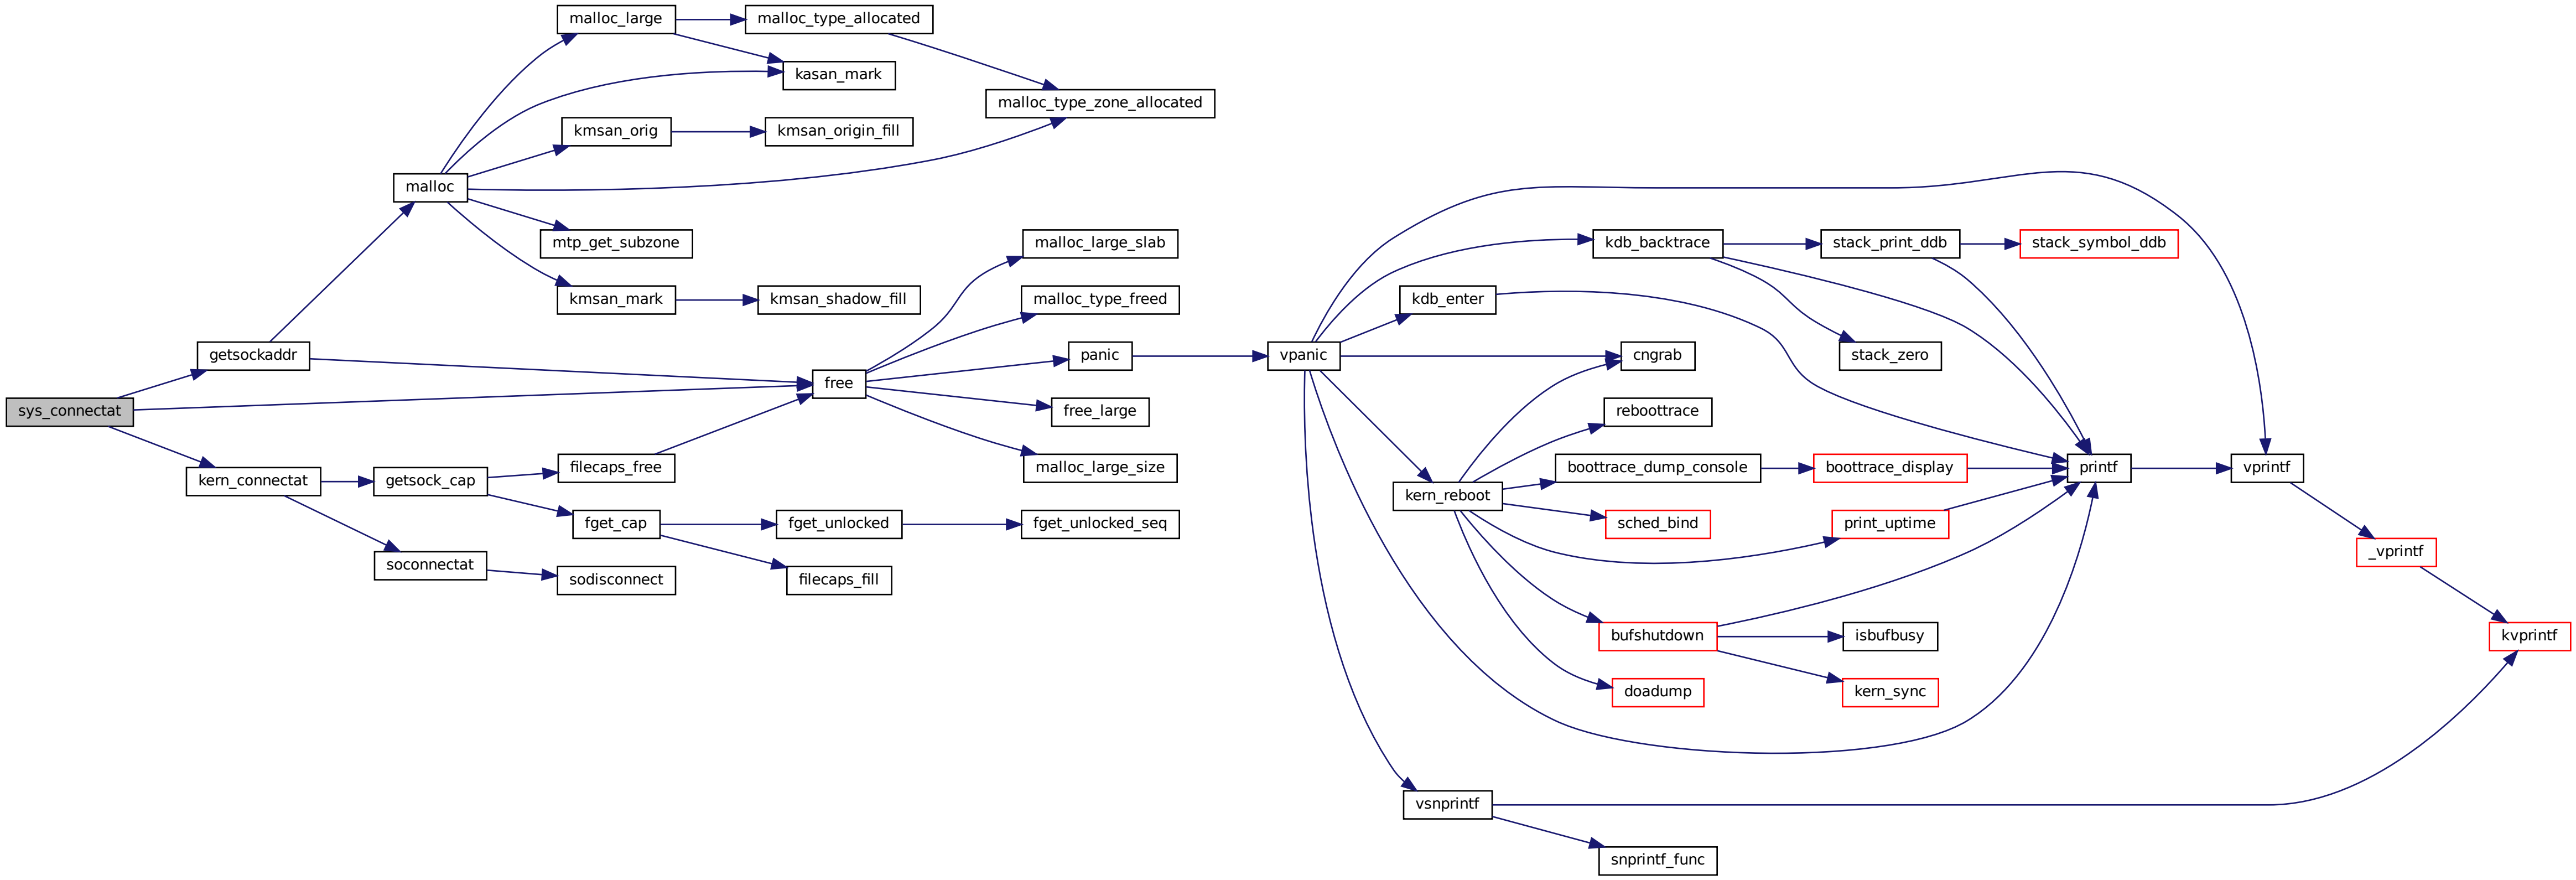 malloc_large
malloc_type_allocated
kasan_mark
malloc_type_zone_allocated
kmsan_orig
kmsan_origin_fill
malloc
mtp_get_subzone
kmsan_mark
kmsan_shadow_fill
getsockaddr
sys_connectat
free
malloc_large_slab
malloc_type_freed
panic
free_large
malloc_large_size
kern_connectat
getsock_cap
filecaps_free
fget_cap
fget_unlocked
fget_unlocked_seq
filecaps_fill
soconnectat
sodisconnect
vpanic
kdb_backtrace
stack_print_ddb
stack_symbol_ddb
kdb_enter
stack_zero
cngrab
reboottrace
kern_reboot
boottrace_dump_console
boottrace_display
printf
vprintf
sched_bind
print_uptime
_vprintf
bufshutdown
isbufbusy
kvprintf
doadump
kern_sync
vsnprintf
snprintf_func